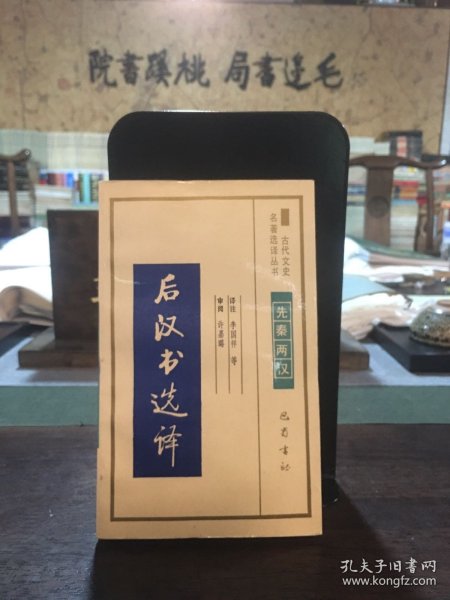 毛邊書局 桃蹊書院
古代文史
名著选译丛书
先秦两汉
译注 李国祥 等
审阅 许嘉璐
后汉书选译
巴蜀书社
孔夫子旧书网
www.kongfz.com